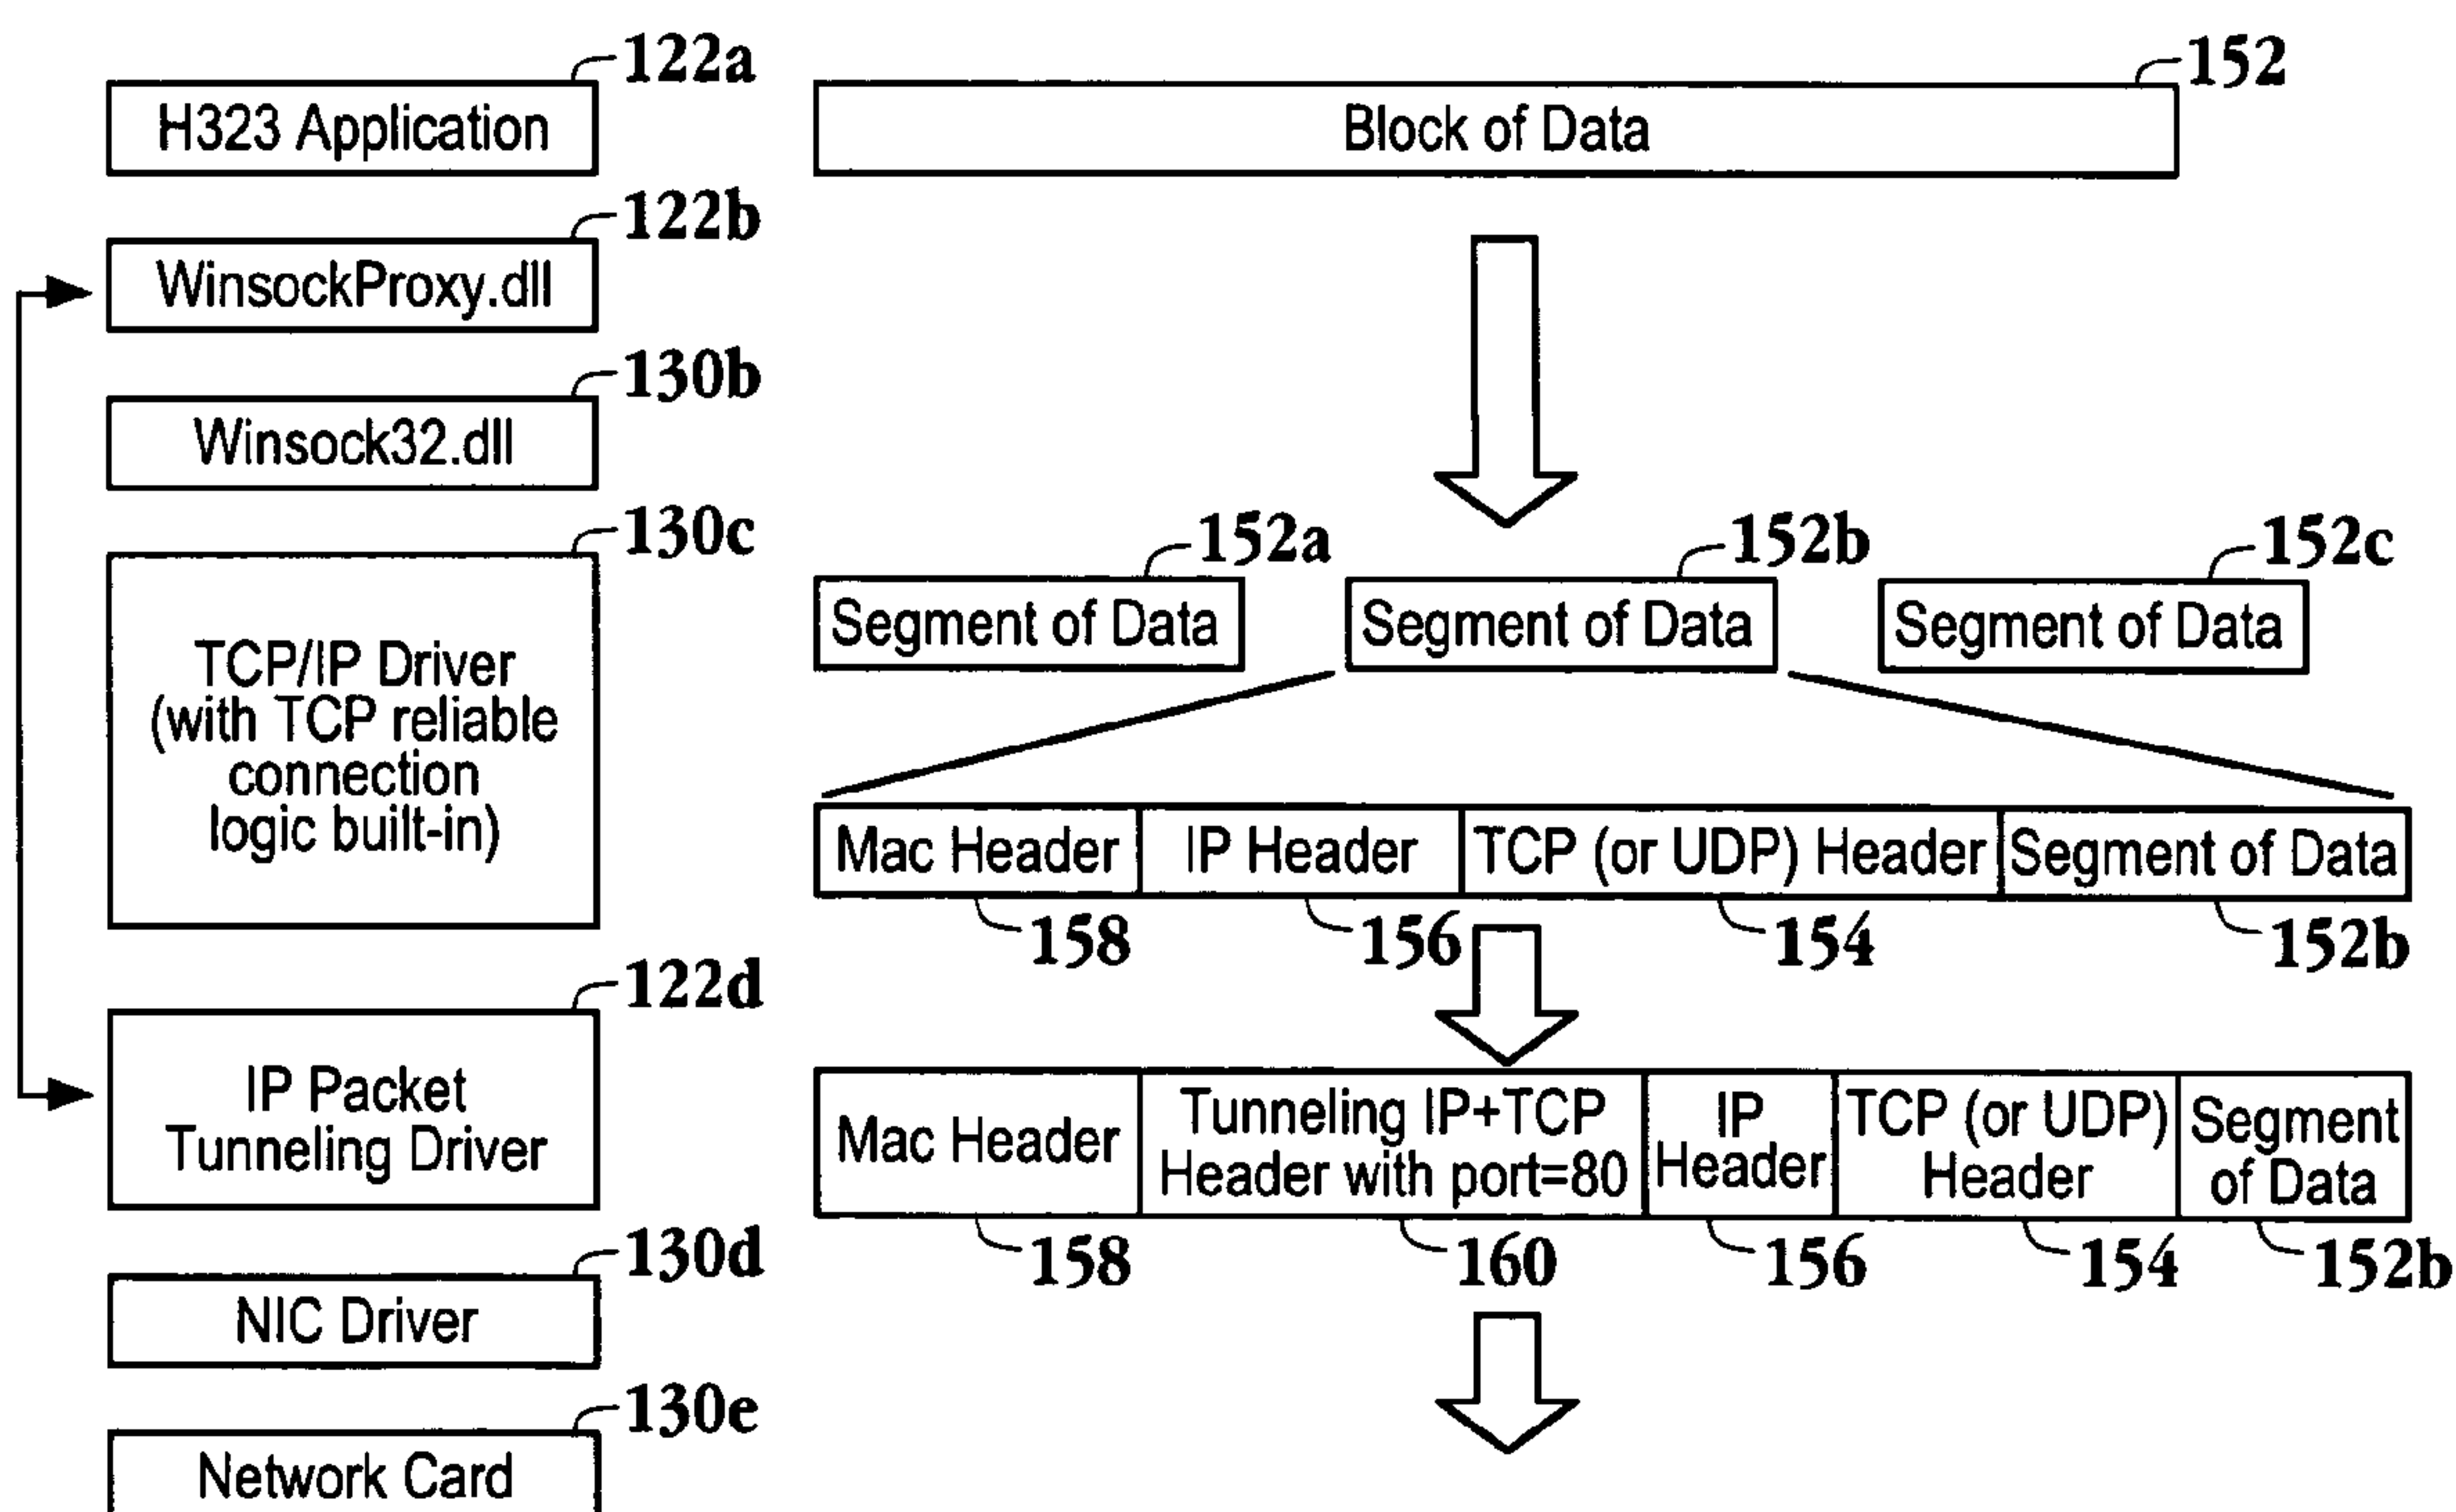 122a
H323 Application
152
Block of Data
122b
WinsockProxy.dll
130b
Winsock32.dll
130c
TCP/IP Driver
(with TCP reliable
connection
logic built-in)
152a
Segment of Data
152b
Segment of Data
152c
Segment of Data
Mac Header
IP Header
TCP (or UDP) Header
Segment of Data
158
156
154
152b
122d
IP Packet
Tunneling Driver
Mac Header
Tunneling IP+TCP
Header with port=80
IP
Header
TCP (or UDP)
Header
Segment
of Data
158
160
156
154
152b
130d
NIC Driver
130e
Network Card